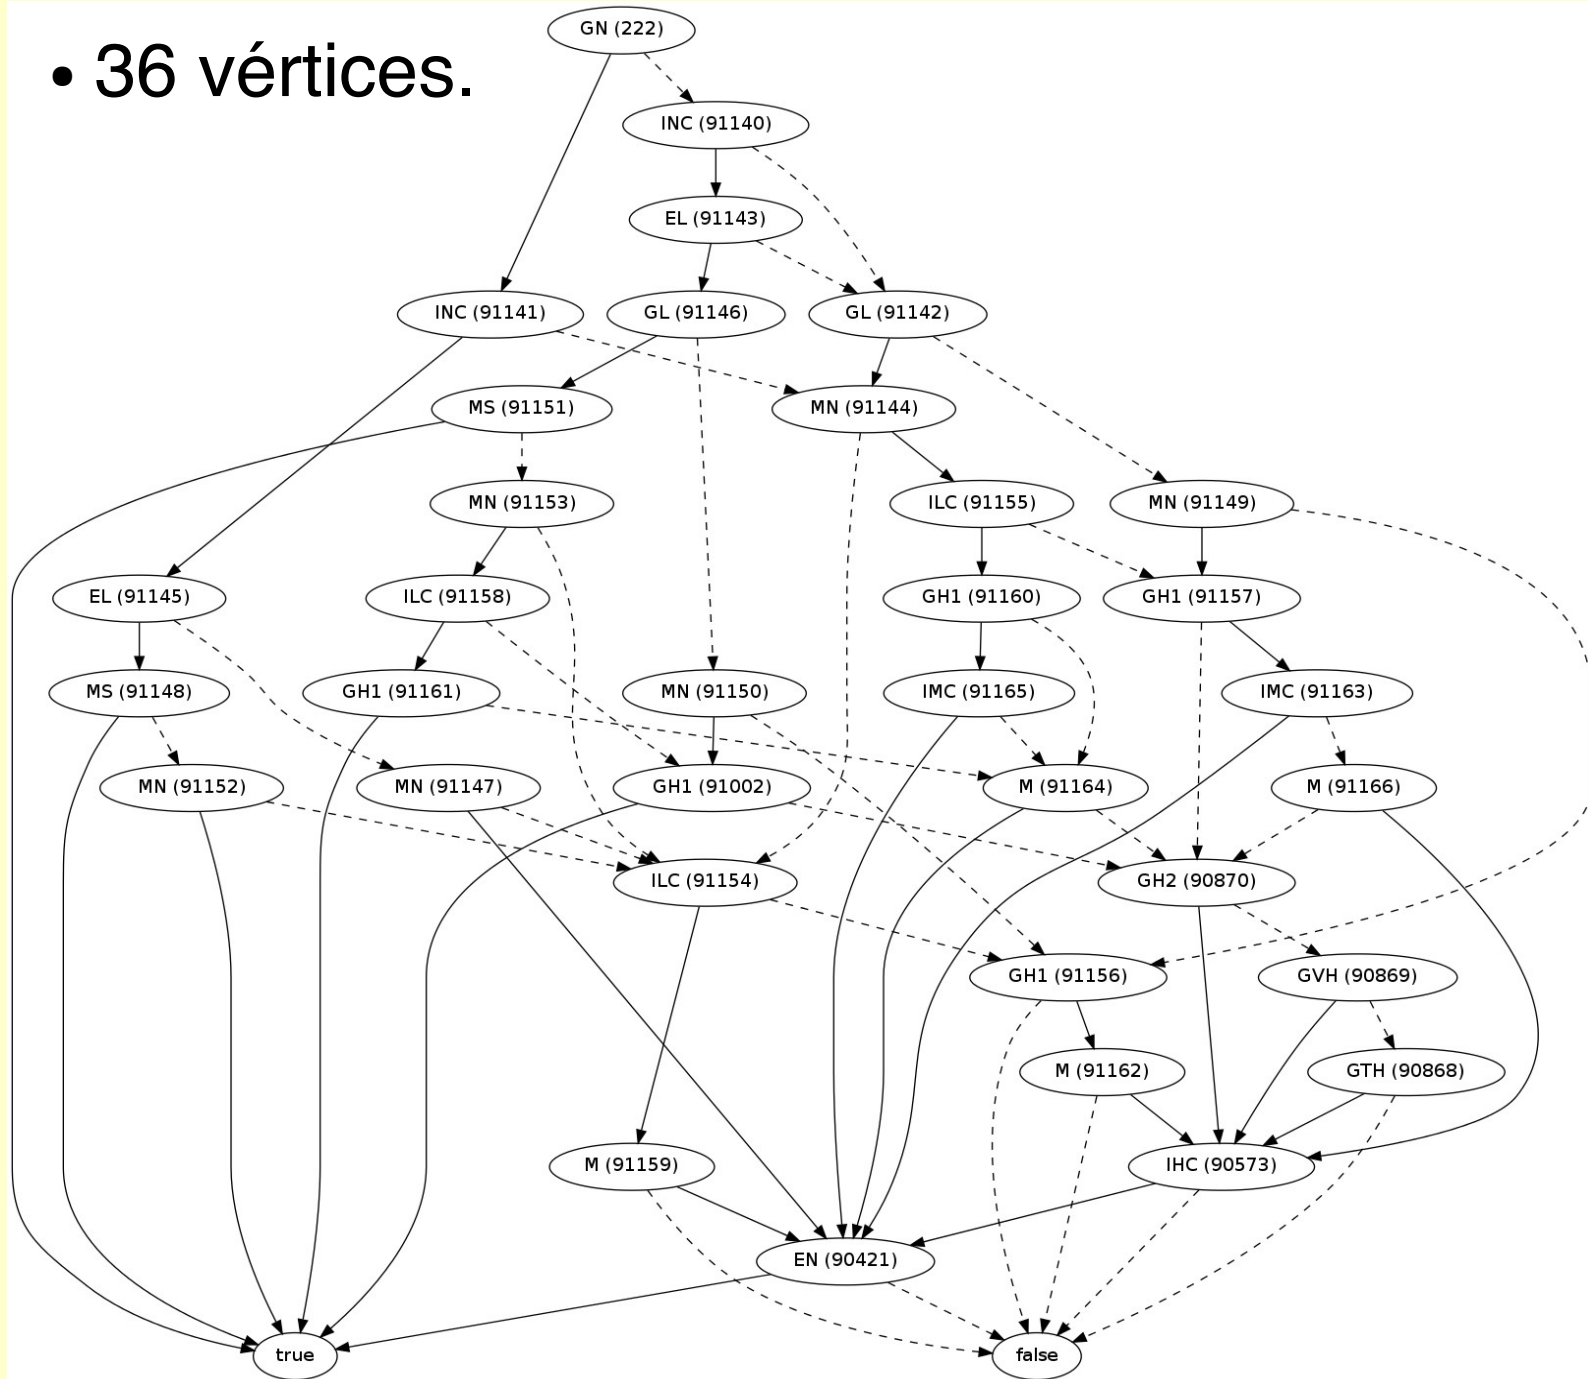 GN (222)
• 36 vértices.
INC (91140)
EL (91143)
INC (91141)
GL (91146)
GL (91142)
MS (91151)
MN (91144)
MN (91153)
ILC (91155)
MN (91149)
EL (91145)
ILC (91158)
GH1 (91160)
GH1 (91157)
MS (91148)
GH1 (91161)
MN (91150)
IMC (91165)
IMC (91163)
MN (91152)
MN (91147)
GH1 (91002)
M (91164)
M (91166)
ILC (91154)
GH2 (90870)
GH1 (91156)
GVH (90869)
M (91162)
GTH (90868)
M (91159)
IHC (90573)
EN (90421)
true
false